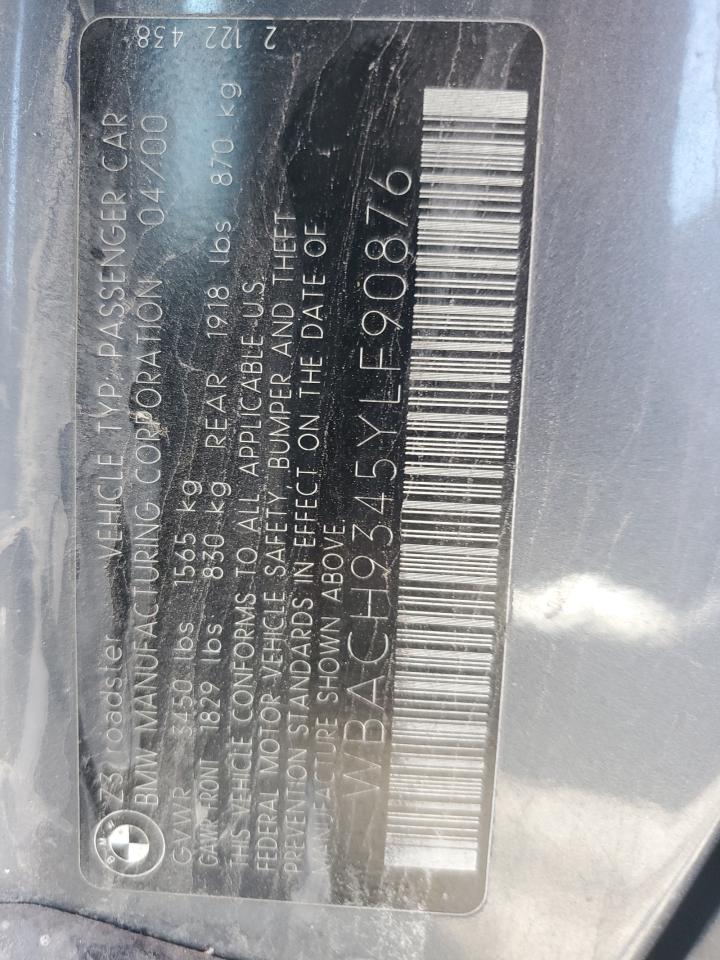 Z3 roadster VEHICLE TYP: PASSENGER CAR 2 122 438
BMW MANUFACTURING CORPORATION 04/00
GVWR 3450 lbs 1565 kg
GAWR FRONT 1829 lbs 830 kg REAR 1918 lbs 870 kg
THIS VEHICLE CONFORMS TO ALL APPLICABLE U.S.
FEDERAL MOTOR VEHICLE SAFETY, BUMPER AND THEFT
PREVENTION STANDARDS IN EFFECT ON THE DATE OF
MANUFACTURE SHOWN ABOVE.
WBACH9345YLF90876
BMW